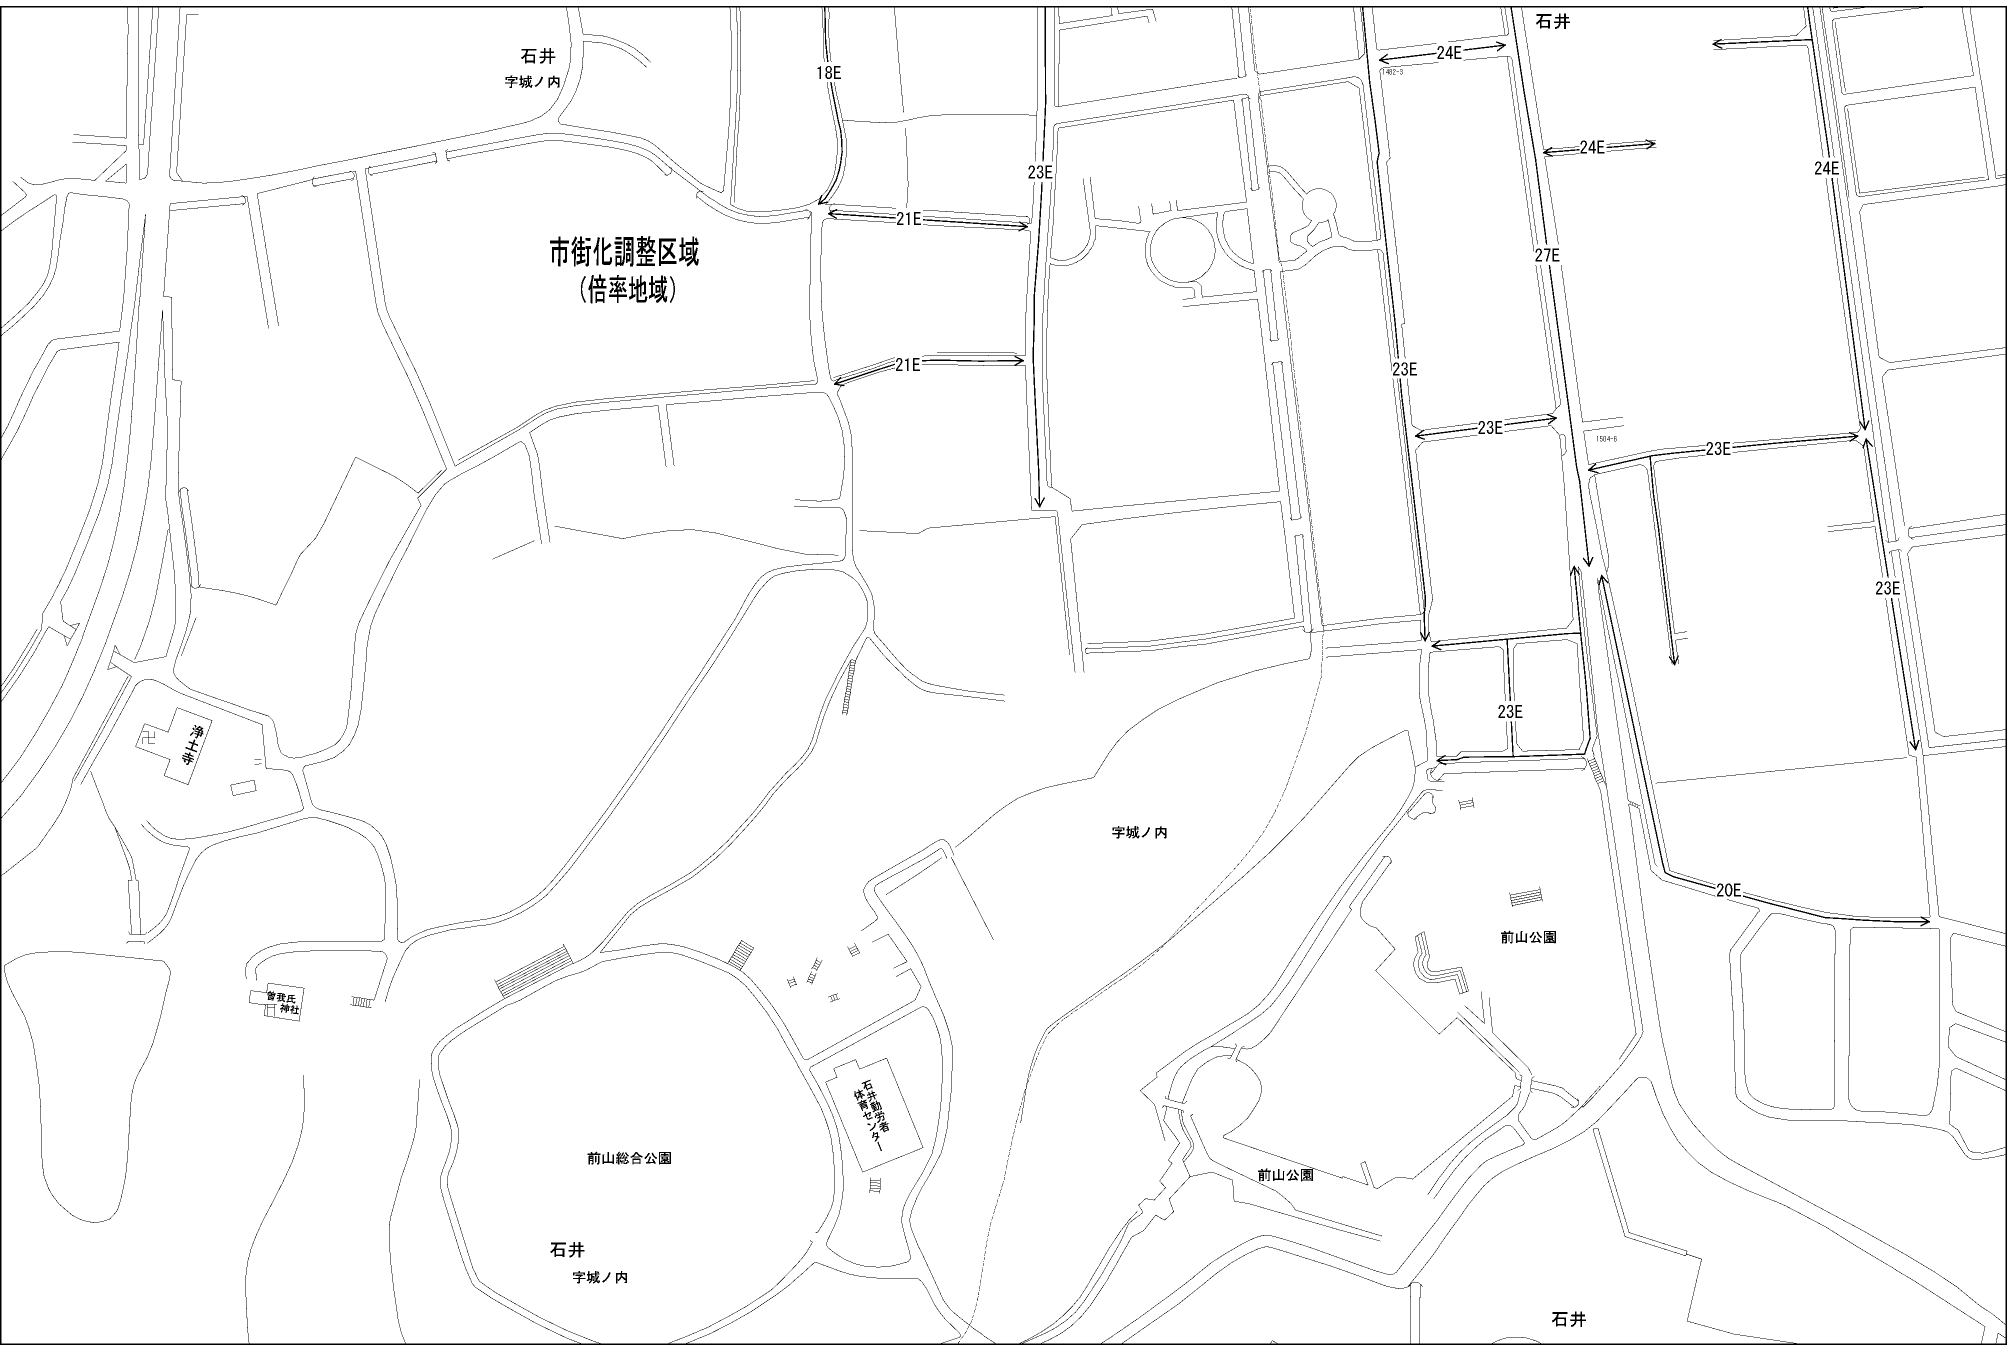 石井
石井
字城ノ内
24E
18E
1482-3
24E
24E
23E
21E
市街化調整区域
(倍率地域)
27E
21E
23E
23E
23E
1504-6
23E
23E
23E
浄土寺
字城ノ内
20E
前山公園
曽我氏
神社
石井勤労者
体育センター
前山総合公園
前山公園
石井
字城ノ内
石井